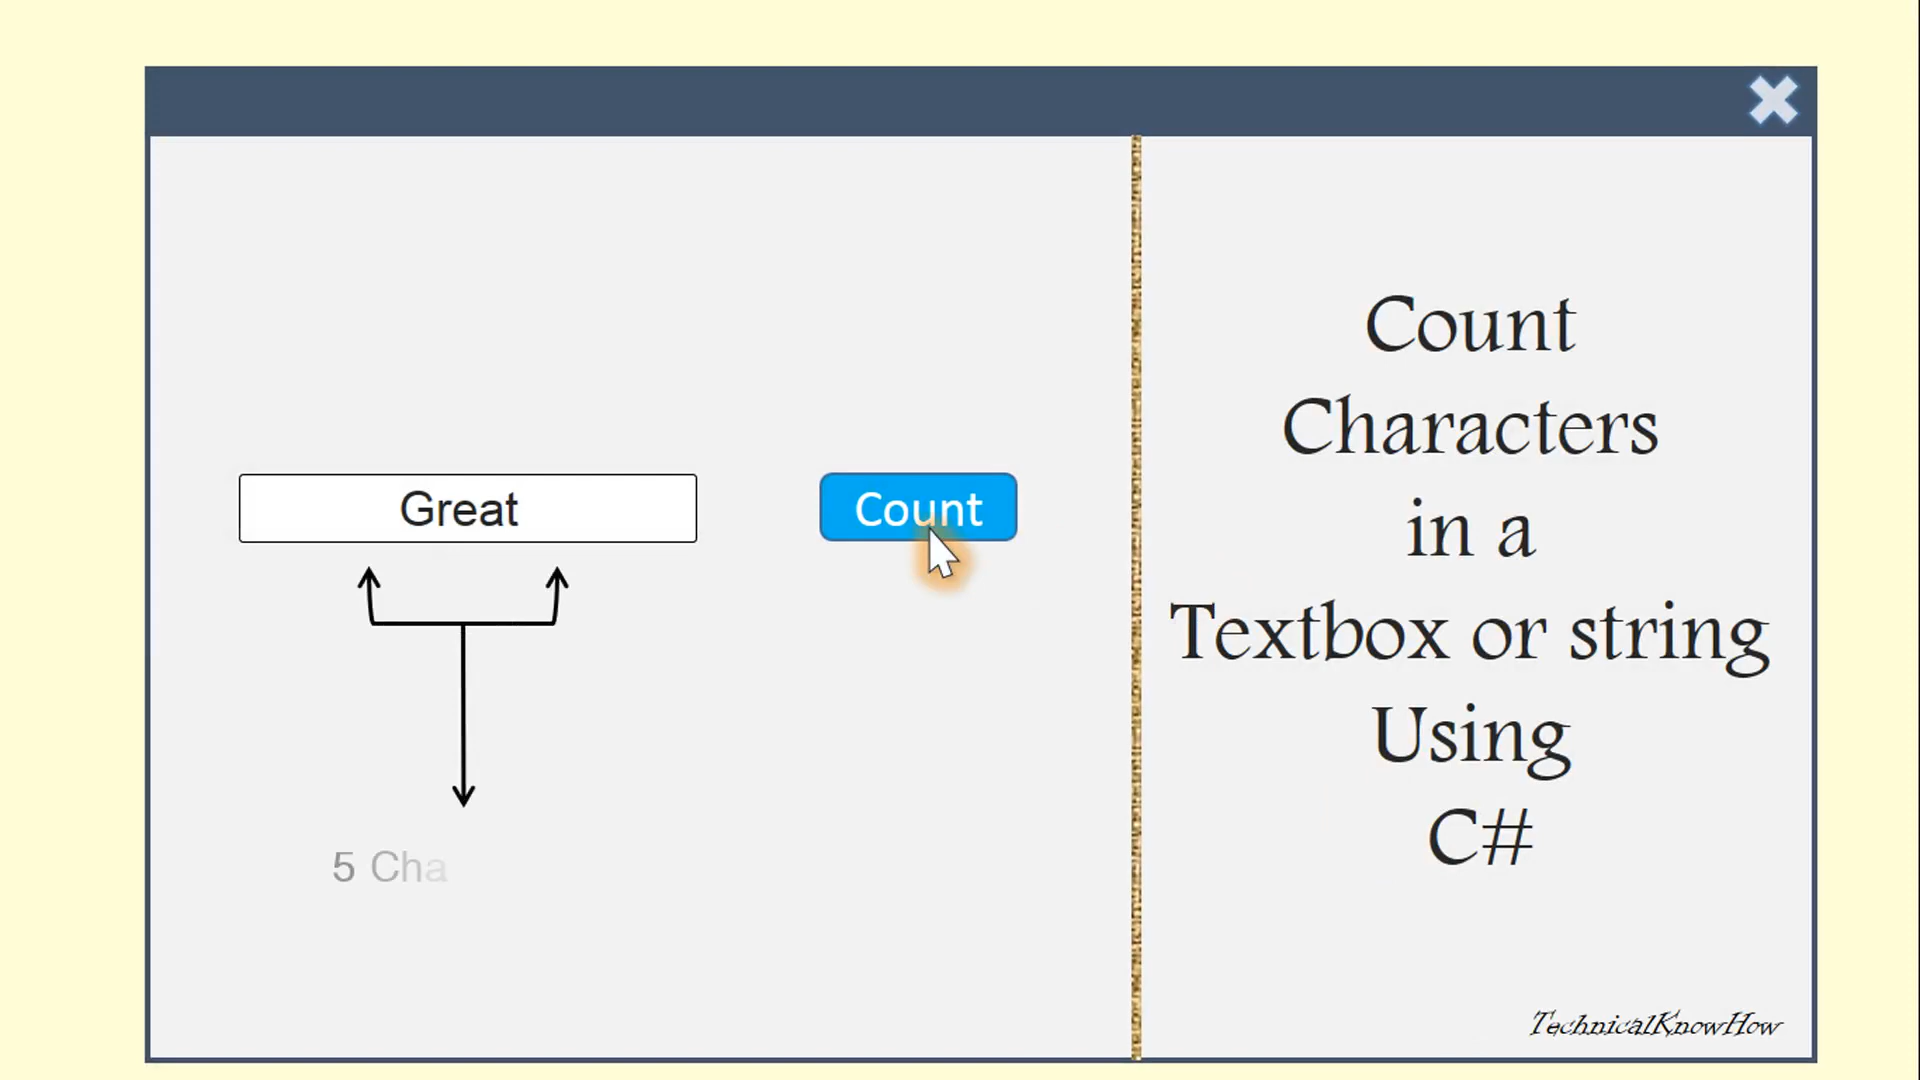 Great
Count
5 Cha
Count
Characters
in a
Textbox or string
Using
C#
TechnicalKnowHow